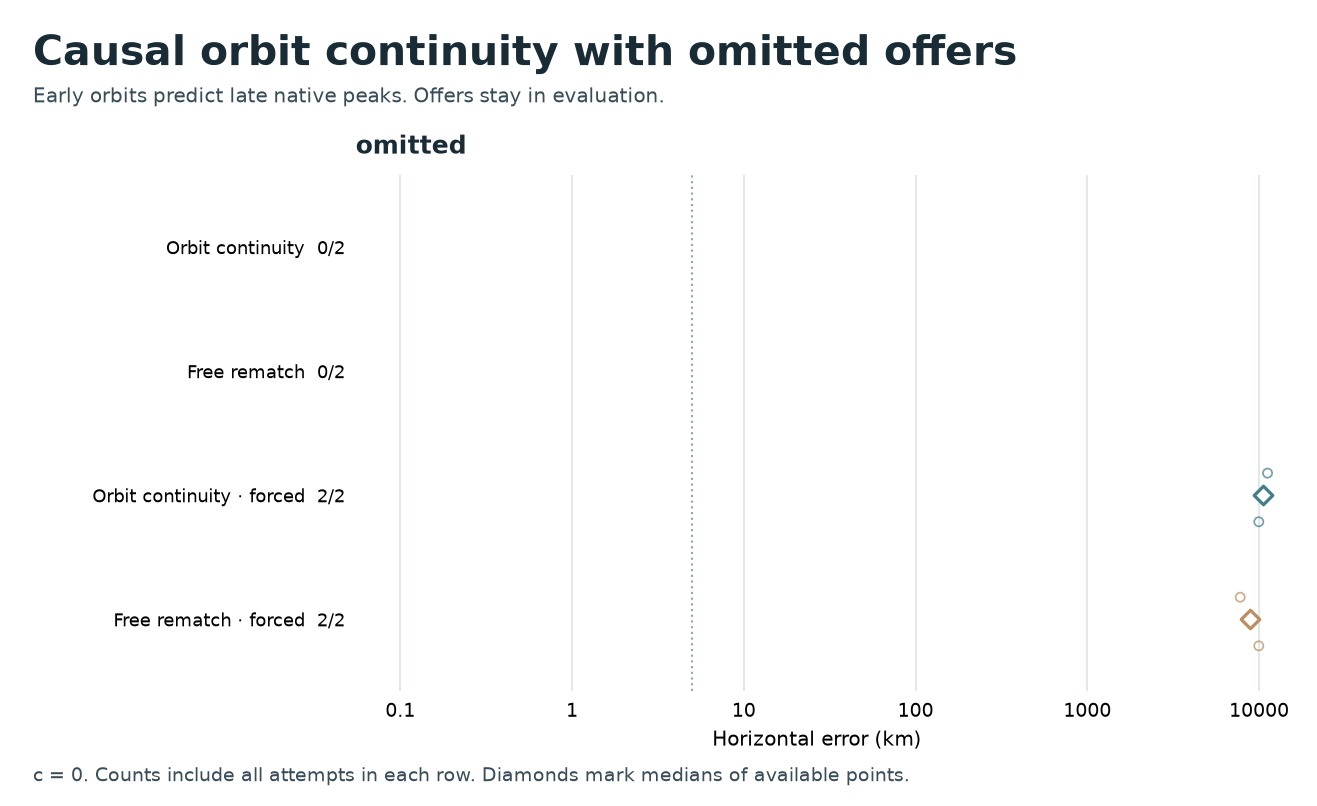 Causal orbit continuity with omitted offers
Early orbits predict late native peaks. Offers stay in evaluation.
omitted
Orbit continuity 0/2
Free rematch 0/2
Orbit continuity · forced 2/2
Free rematch · forced 2/2
0.1 1 10 100 1000 10000
Horizontal error (km)
c = 0. Counts include all attempts in each row. Diamonds mark medians of available points.